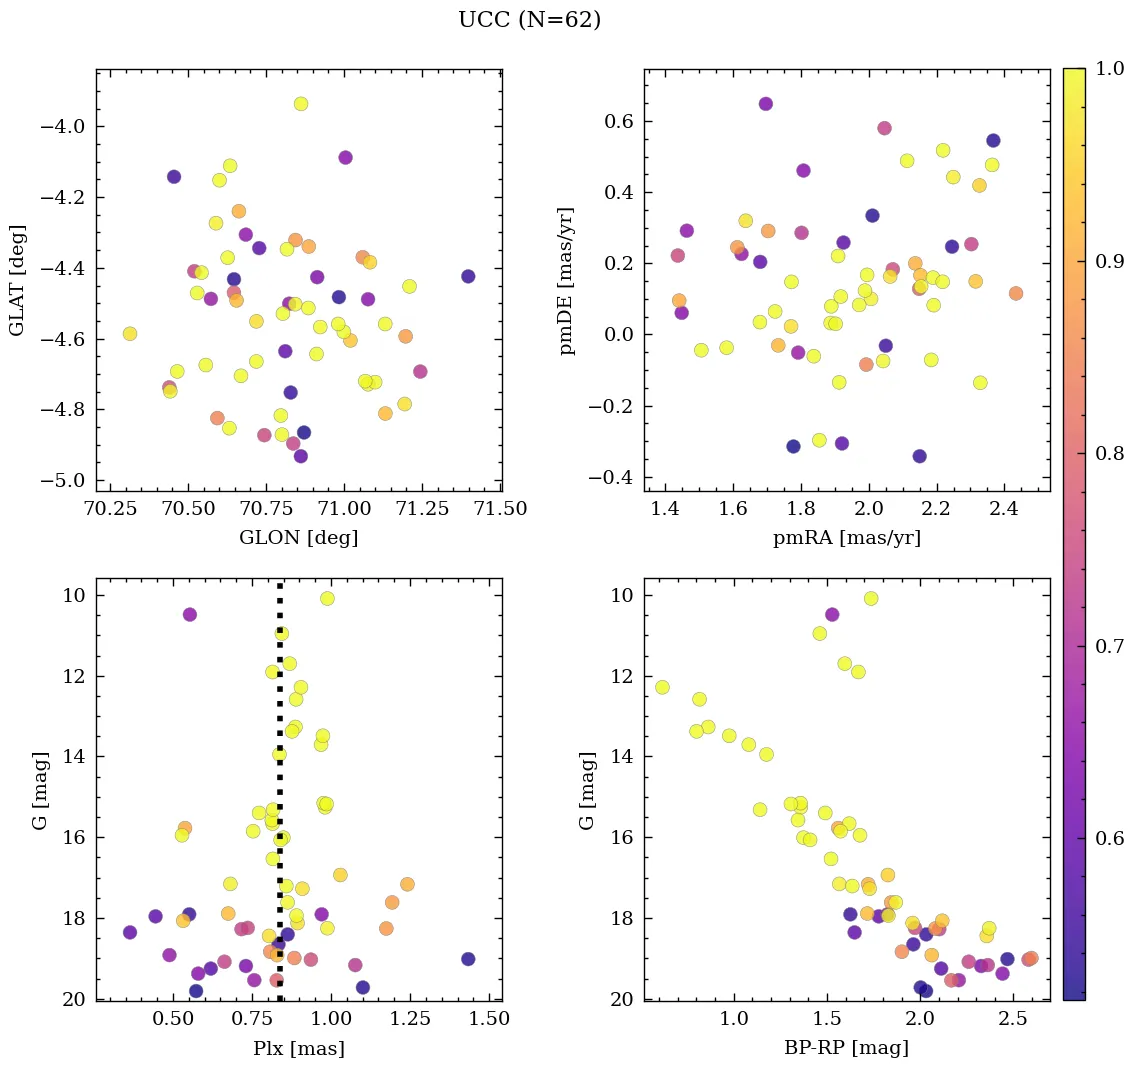 UCC (N=62)
−4.0
−4.2
−4.4
−4.6
−4.8
−5.0
GLAT [deg]
70.25 70.50 70.75 71.00 71.25 71.50
GLON [deg]
0.6
0.4
0.2
0.0
−0.2
−0.4
pmDE [mas/yr]
1.4 1.6 1.8 2.0 2.2 2.4
pmRA [mas/yr]
10
12
14
16
18
20
G [mag]
0.50 0.75 1.00 1.25 1.50
Plx [mas]
10
12
14
16
18
20
G [mag]
1.0 1.5 2.0 2.5
BP-RP [mag]
1.0
0.9
0.8
0.7
0.6